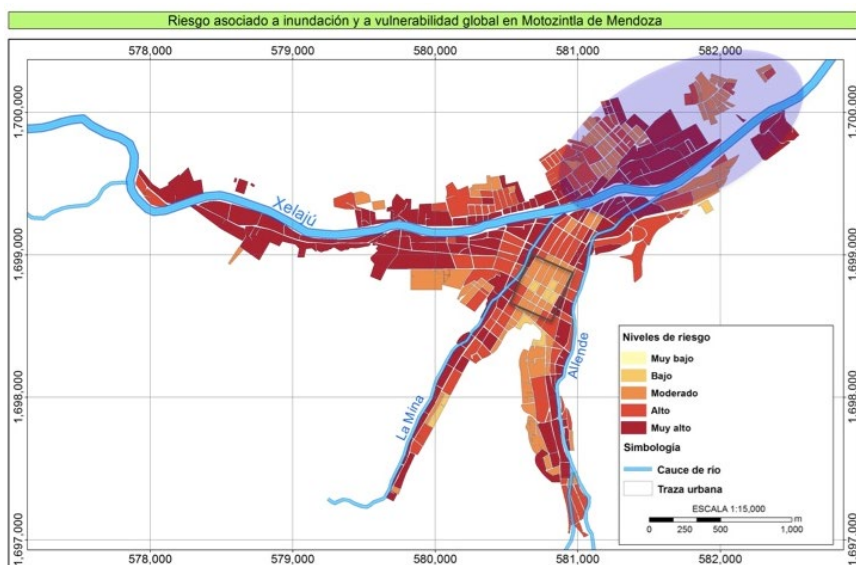 Riesgo asociado a inundación y a vulnerabilidad global en Motozintla de Mendoza
578,000 579,000 580,000 581,000 582,000
1,700,000 1,700,000
Xelajú
1,699,000 1,699,000
Niveles de riesgo
Muy bajo
Bajo
Moderado
Alto
Muy alto
Allende
La Mina
1,698,000 1,698,000
Simbología
Cauce de río
Traza urbana
ESCALA 1:15,000
0 250 500 1,000 m
1,697,000 1,697,000
578,000 579,000 580,000 581,000 582,000